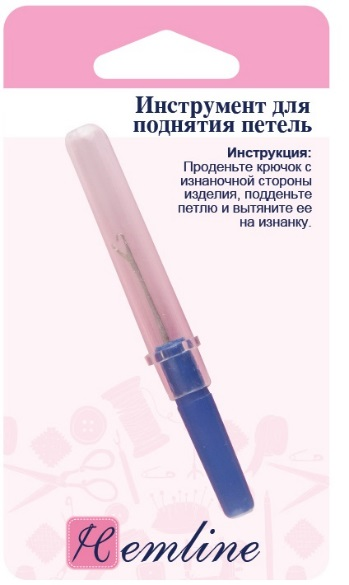 Инструмент для
поднятия петель
Инструкция:
Проденьте крючок с
изнаночной стороны
изделия, подденьте
петлю и вытяните ее
на изнанку.
Hemline